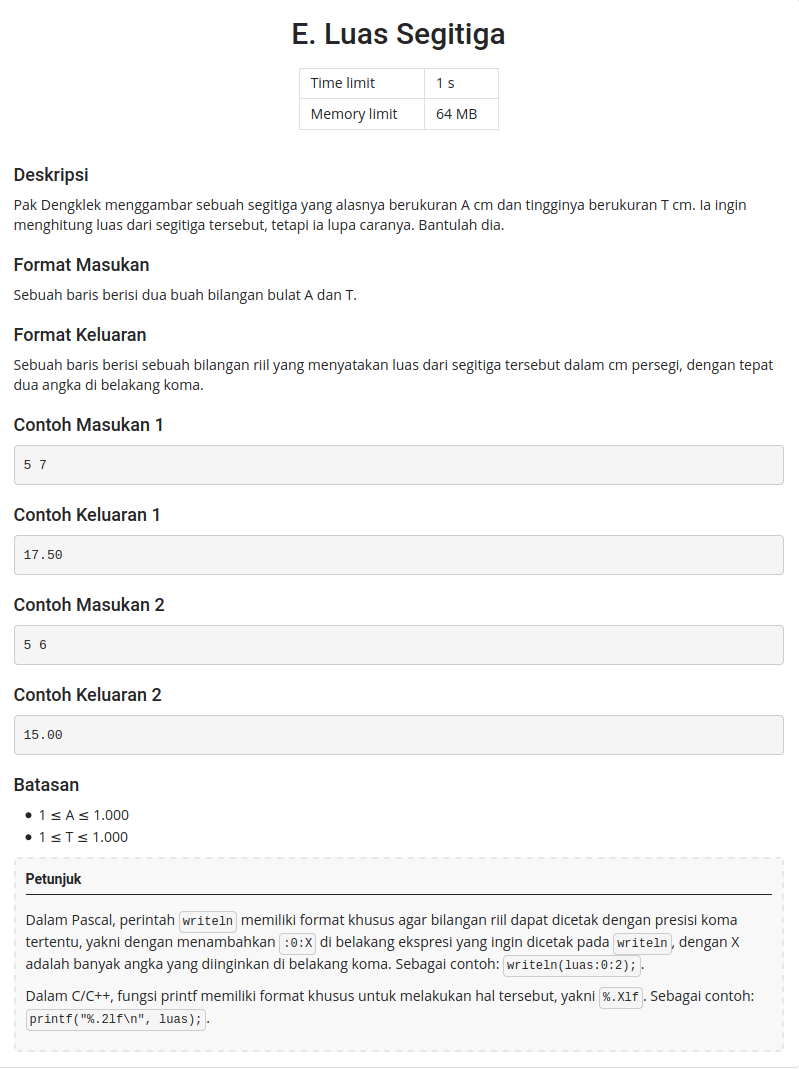 E. Luas Segitiga
Time limit 1 s
Memory limit 64 MB
Deskripsi
Pak Dengklek menggambar sebuah segitiga yang alasnya berukuran A cm dan tingginya berukuran T cm. Ia ingin
menghitung luas dari segitiga tersebut, tetapi ia lupa caranya. Bantulah dia.
Format Masukan
Sebuah baris berisi dua buah bilangan bulat A dan T.
Format Keluaran
Sebuah baris berisi sebuah bilangan riil yang menyatakan luas dari segitiga tersebut dalam cm persegi, dengan tepat
dua angka di belakang koma.
Contoh Masukan 1
5 7
Contoh Keluaran 1
17.50
Contoh Masukan 2
5 6
Contoh Keluaran 2
15.00
Batasan
• 1 ≤ A ≤ 1.000
• 1 ≤ T ≤ 1.000
Petunjuk
Dalam Pascal, perintah writeln memiliki format khusus agar bilangan riil dapat dicetak dengan presisi koma
tertentu, yakni dengan menambahkan :0:X di belakang ekspresi yang ingin dicetak pada writeln, dengan X
adalah banyak angka yang diinginkan di belakang koma. Sebagai contoh: writeln(luas:0:2);.
Dalam C/C++, fungsi printf memiliki format khusus untuk melakukan hal tersebut, yakni %.Xlf. Sebagai contoh:
printf("%.2lf\n", luas);.